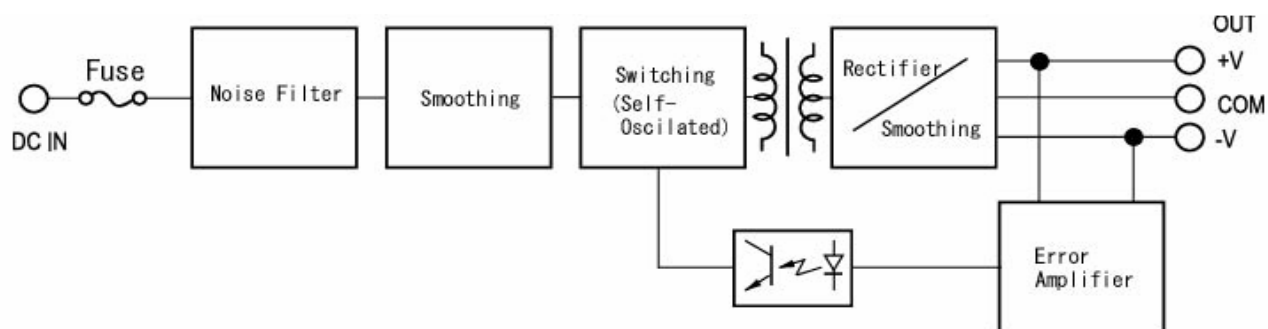 OUT
Fuse
+V
Noise Filter
Smoothing
Switching
(Self-
Oscilated)
Rectifier
Smoothing
COM
DC IN
-V
Error
Amplifier